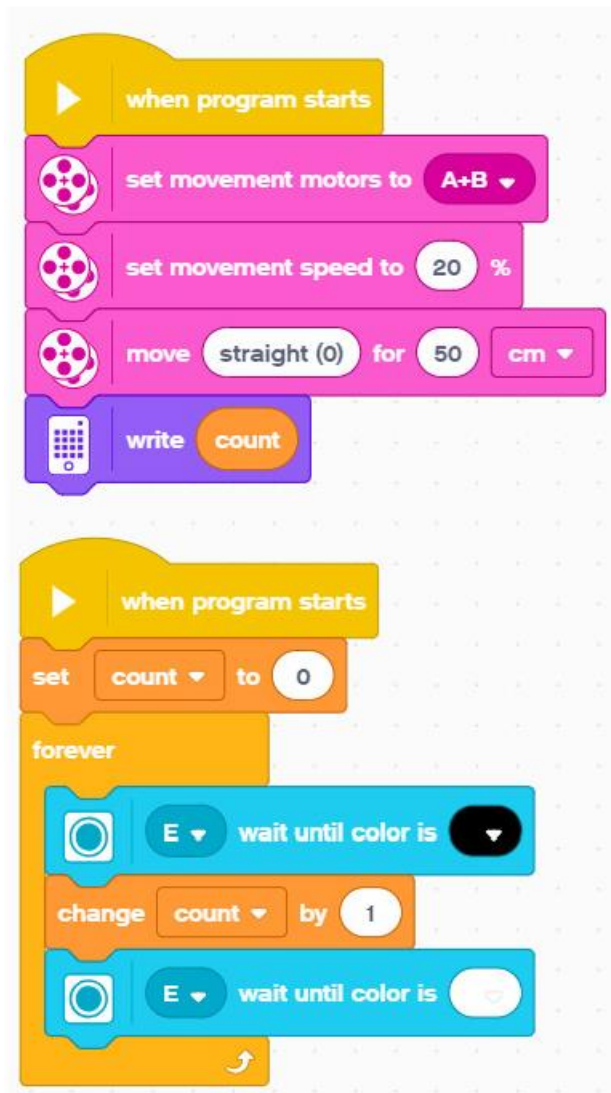 when program starts
set movement motors to A+B
set movement speed to 20 %
move straight (0) for 50 cm
write count
when program starts
set count to 0
forever
E wait until color is
change count by 1
E wait until color is